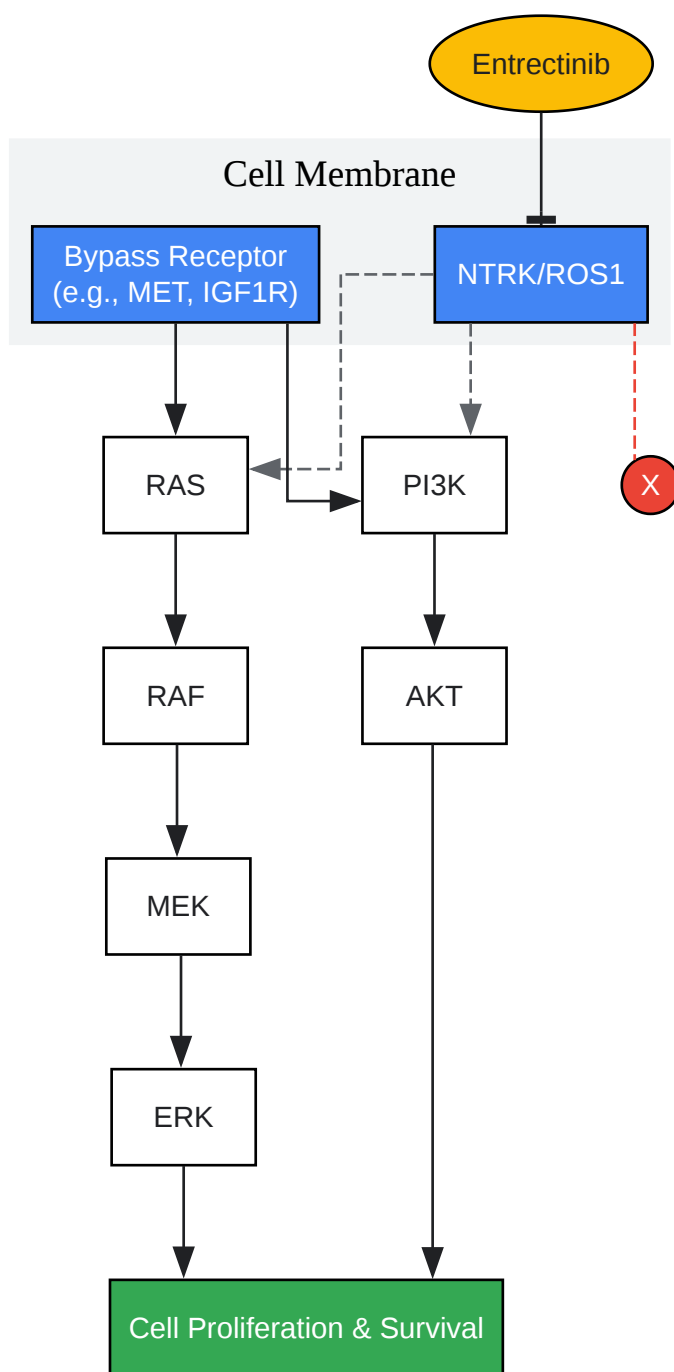 Entrectinib
Cell Membrane
Bypass Receptor
(e.g., MET, IGF1R)
NTRK/ROS1
RAS
PI3K
X
RAF
AKT
MEK
ERK
Cell Proliferation & Survival